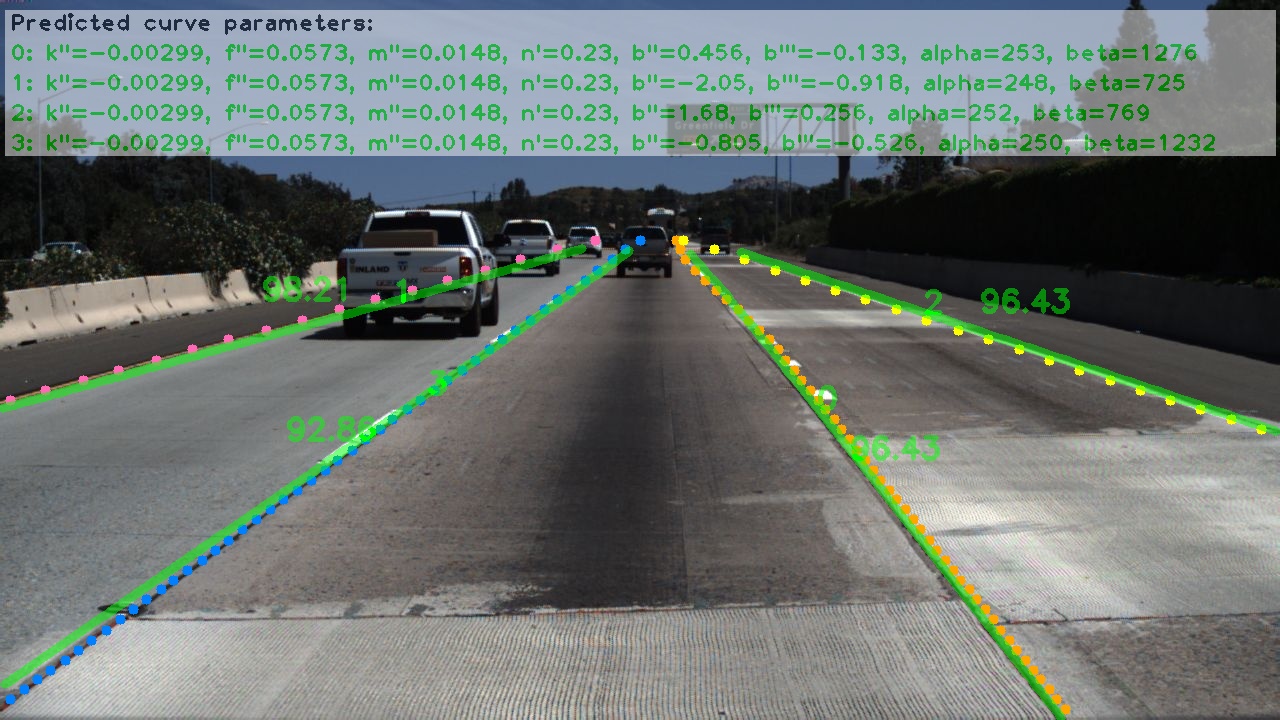 Predicted curve parameters:
0: k''=-0.00299, f''=0.0573, m''=0.0148, n'=0.23, b''=0.456, b'''=-0.133, alpha=253, beta=1276
1: k''=-0.00299, f''=0.0573, m''=0.0148, n'=0.23, b''=-2.05, b'''=-0.918, alpha=248, beta=725
2: k''=-0.00299, f''=0.0573, m''=0.0148, n'=0.23, b''=1.68, b'''=0.256, alpha=252, beta=769
3: k''=-0.00299, f''=0.0573, m''=0.0148, n'=0.23, b''=-0.805, b'''=-0.526, alpha=250, beta=1232
Greenfield Dr
INLAND
98.21 1
2 96.43
3
0
92.86
96.43